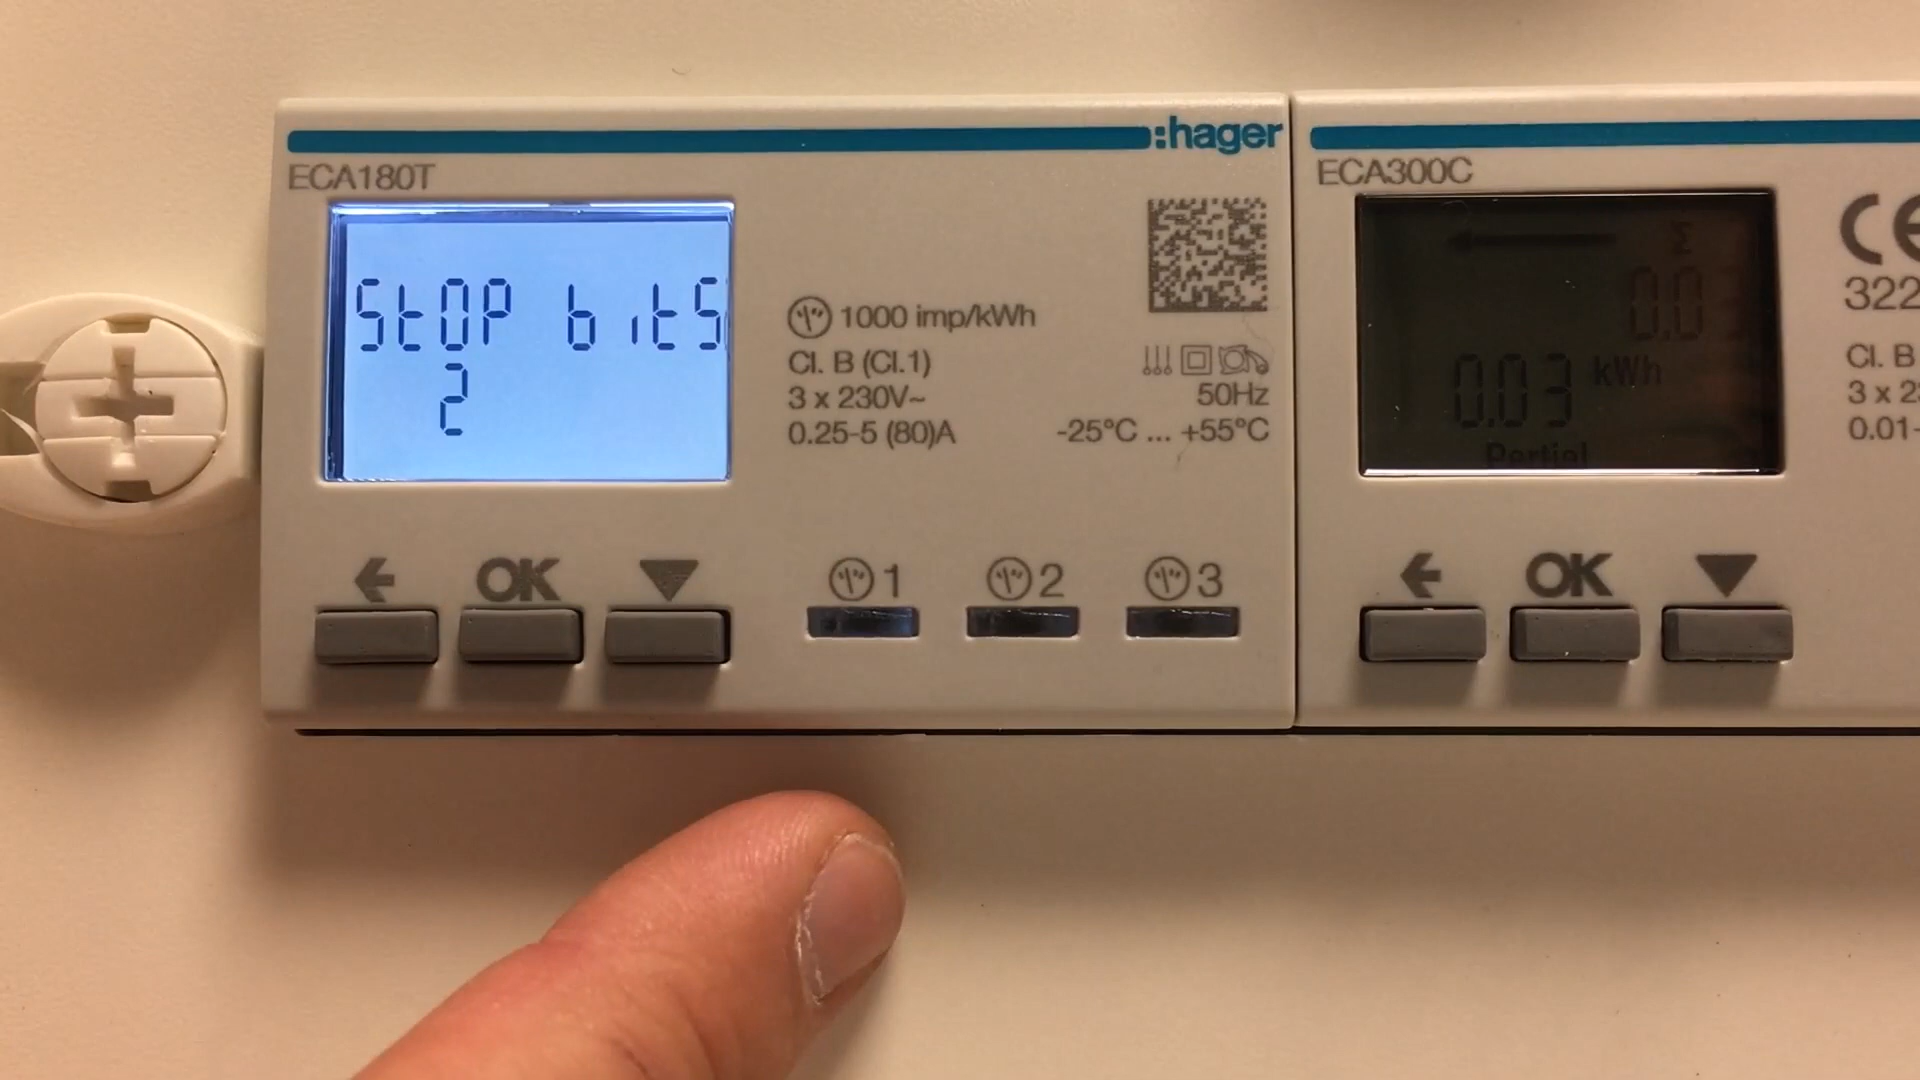 :hager
ECA180T
StOP bitS
2
1000 imp/kWh
Cl. B (Cl.1)
3 x 230V~
0.25-5 (80)A
50Hz
-25°C ... +55°C
OK
1
2
3
ECA300C
0.0
0.03 kWh
Partial
CE
322
Cl. B
3 x 2
0.01-
OK